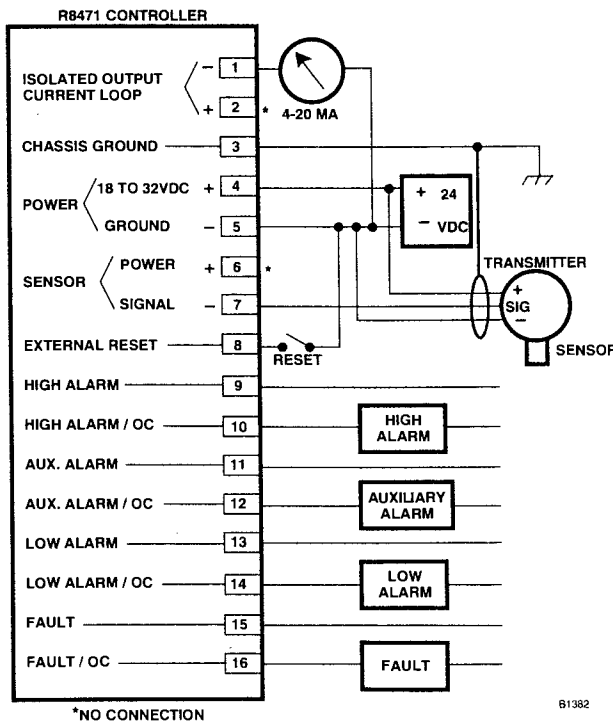 R8471 CONTROLLER
ISOLATED OUTPUT
CURRENT LOOP
− 1
+ 2 *
4-20 MA
CHASSIS GROUND 3
POWER
18 TO 32VDC + 4
GROUND − 5
+ 24
− VDC
SENSOR
POWER + 6 *
SIGNAL − 7
TRANSMITTER
+
SIG
−
SENSOR
EXTERNAL RESET 8
RESET
HIGH ALARM 9
HIGH ALARM / OC 10
HIGH
ALARM
AUX. ALARM 11
AUX. ALARM / OC 12
AUXILIARY
ALARM
LOW ALARM 13
LOW ALARM / OC 14
LOW
ALARM
FAULT 15
FAULT / OC 16
FAULT
*NO CONNECTION
B1382